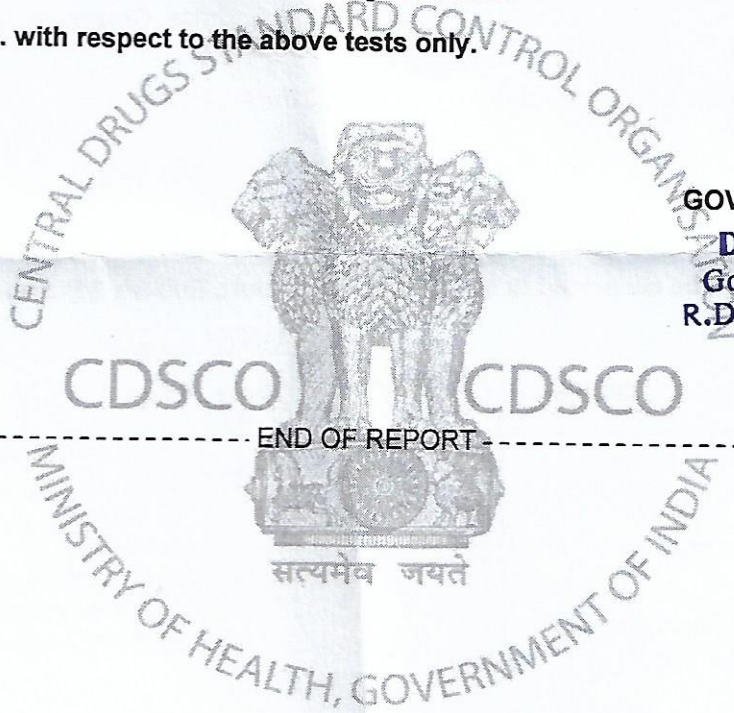 . with respect to the above tests only.
CENTRAL DRUGS STANDARD CONTROL ORGANISATION
GOV
D
Go
R.D
CDSCO CDSCO
END OF REPORT
सत्यमेव जयते
MINISTRY OF HEALTH, GOVERNMENT OF INDIA